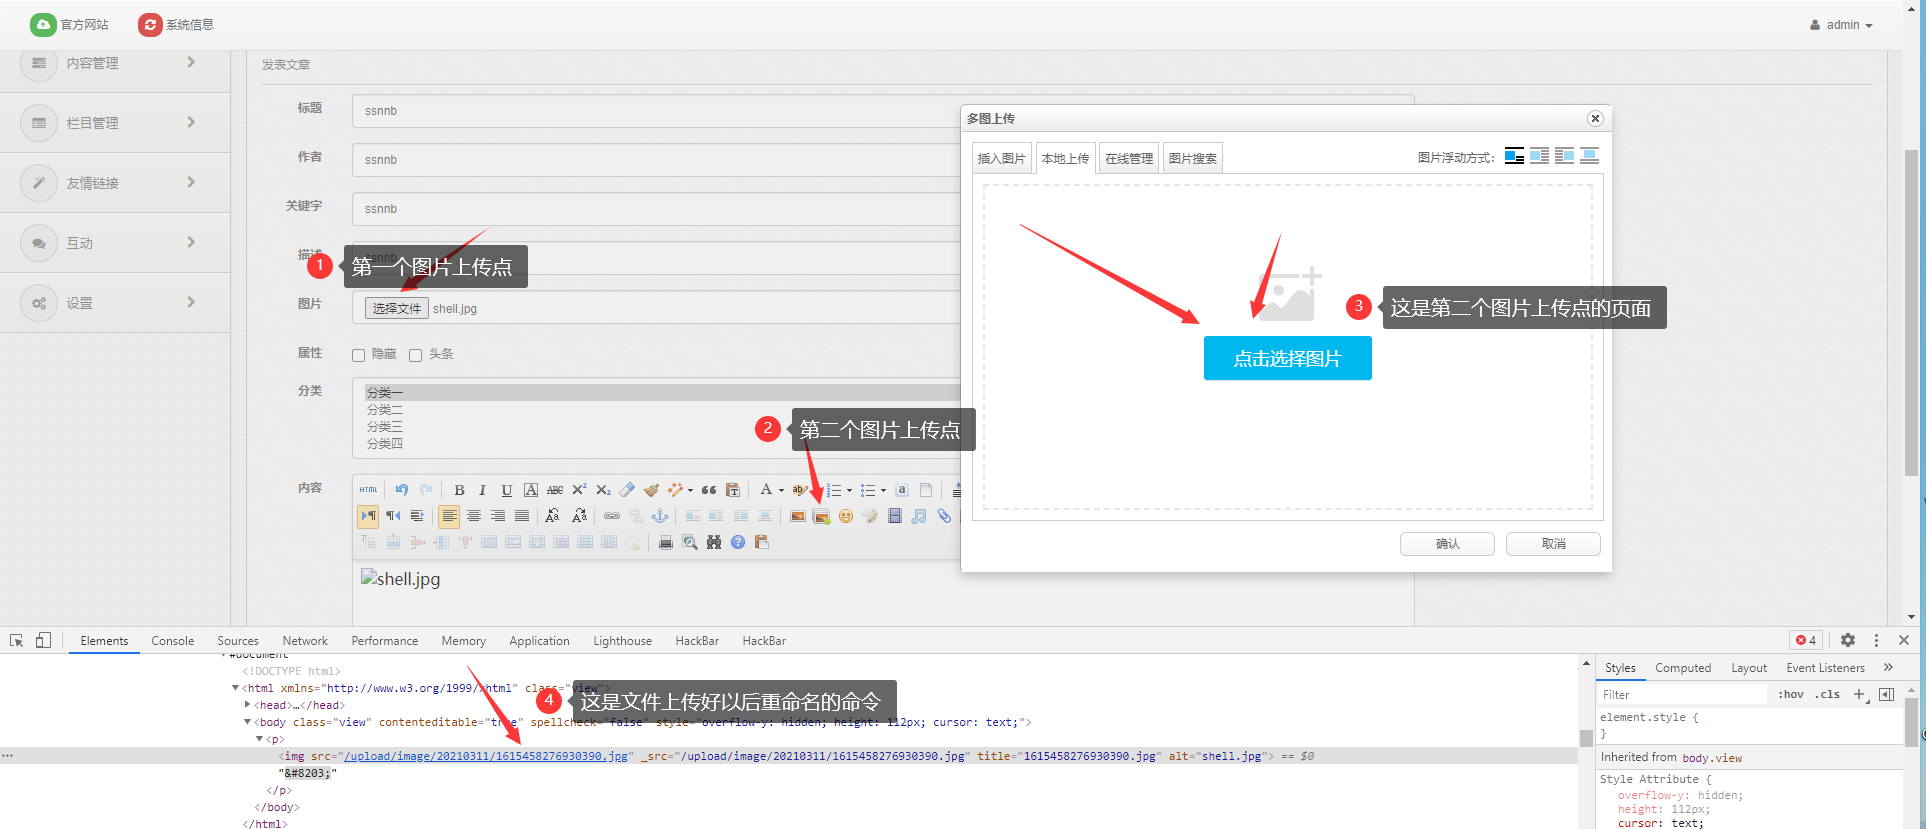 官方网站
系统信息
admin
内容管理
栏目管理
友情链接
互动
设置
发表文章
标题
ssnnb
作者
ssnnb
关键字
ssnnb
描述
ssnnb
1
第一个图片上传点
图片
选择文件 shell.jpg
属性
隐藏
头条
分类
分类一
分类二
分类三
分类四
2
第二个图片上传点
内容
HTML
shell.jpg
多图上传
插入图片
本地上传
在线管理
图片搜索
图片浮动方式:
3
这是第二个图片上传点的页面
点击选择图片
确认
取消
Elements
Console
Sources
Network
Performance
Memory
Application
Lighthouse
HackBar
HackBar
4
#document
<!DOCTYPE html>
<html xmlns="http://www.w3.org/1999/xhtml" class="view">
<head>…</head>
4
这是文件上传好以后重命名的命令
<body class="view" contenteditable="true" spellcheck="false" style="overflow-y: hidden; height: 112px; cursor: text;">
<p>
<img src="/upload/image/20210311/1615458276930390.jpg" _src="/upload/image/20210311/1615458276930390.jpg" title="1615458276930390.jpg" alt="shell.jpg"> == $0
"&#8203;"
</p>
</body>
</html>
Styles
Computed
Layout
Event Listeners
Filter
:hov .cls
element.style {
}
Inherited from body.view
Style Attribute {
overflow-y: hidden;
height: 112px;
cursor: text;